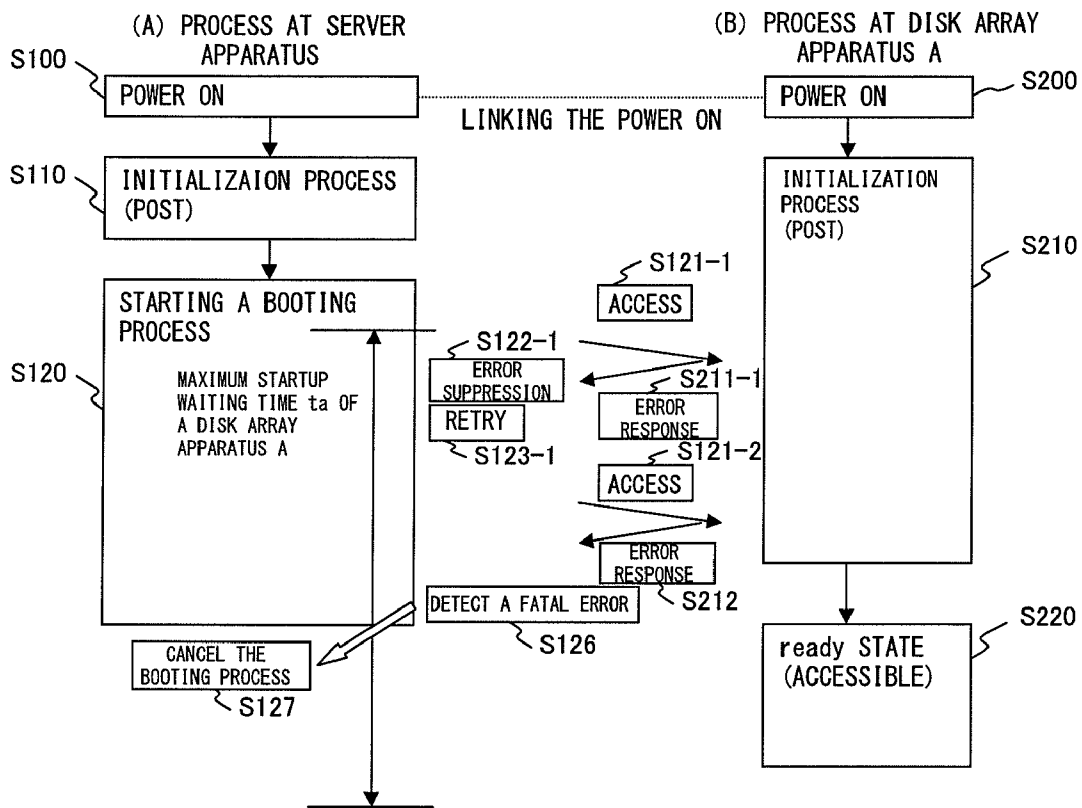 (A) PROCESS AT SERVER
APPARATUS
(B) PROCESS AT DISK ARRAY
APPARATUS A
S100
POWER ON
LINKING THE POWER ON
POWER ON
S200
S110
INITIALIZAION PROCESS
(POST)
INITIALIZATION
PROCESS
(POST)
S210
S120
STARTING A BOOTING
PROCESS
MAXIMUM STARTUP
WAITING TIME ta OF
A DISK ARRAY
APPARATUS A
S121-1
ACCESS
S122-1
ERROR
SUPPRESSION
S211-1
ERROR
RESPONSE
RETRY
S123-1
S121-2
ACCESS
ERROR
RESPONSE
S212
DETECT A FATAL ERROR
S126
CANCEL THE
BOOTING PROCESS
S127
ready STATE
(ACCESSIBLE)
S220